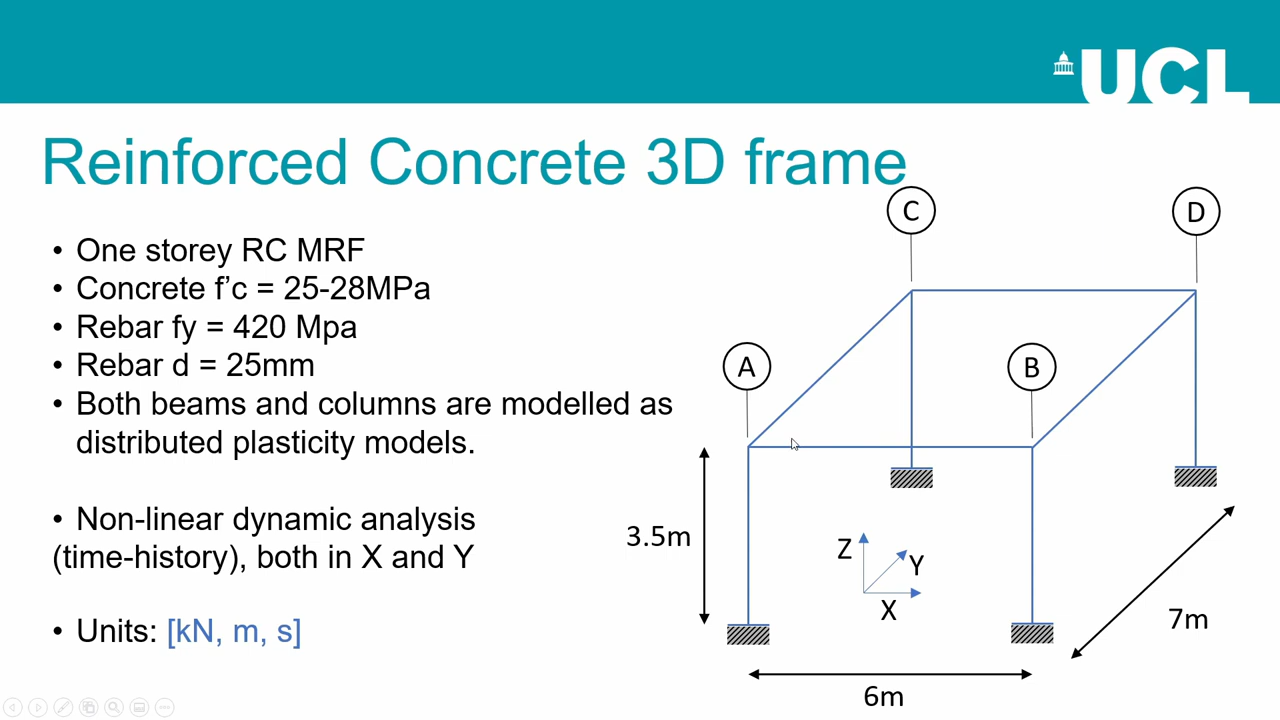 UCL
Reinforced Concrete 3D frame
• One storey RC MRF
• Concrete f’c = 25-28MPa
• Rebar fy = 420 Mpa
• Rebar d = 25mm
• Both beams and columns are modelled as
distributed plasticity models.
• Non-linear dynamic analysis
(time-history), both in X and Y
• Units: [kN, m, s]
C
D
A
B
3.5m
Z
Y
X
7m
6m